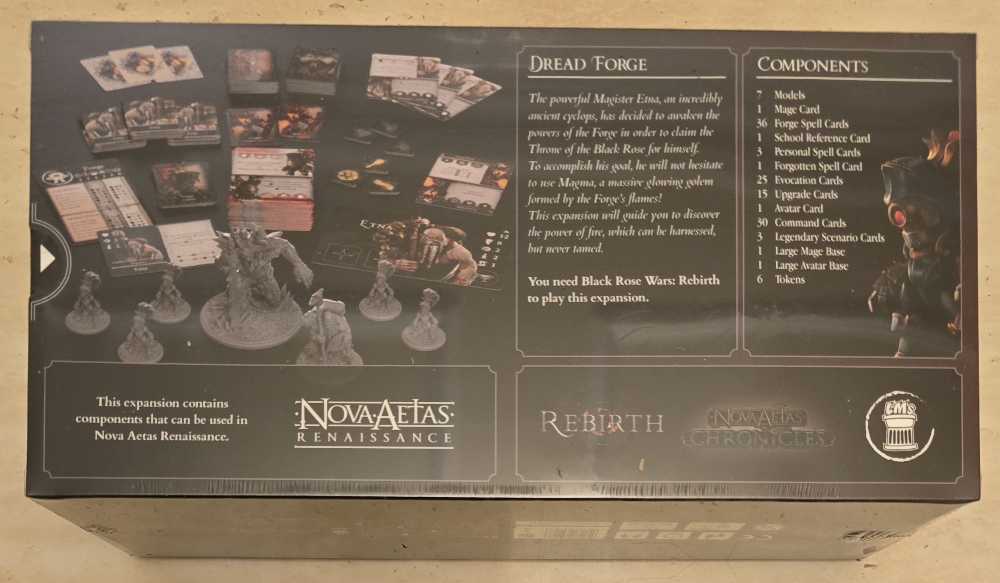 DREAD FORGE
The powerful Magister Etna, an incredibly
ancient cyclops, has decided to awaken the
powers of the Forge in order to claim the
Throne of the Black Rose for himself.
To accomplish his goal, he will not hesitate
to use Magma, a massive glowing golem
formed by the Forge's flames!
This expansion will guide you to discover
the power of fire, which can be harnessed,
but never tamed.
You need Black Rose Wars: Rebirth
to play this expansion.
COMPONENTS
7 Models
1 Mage Card
36 Forge Spell Cards
1 School Reference Card
3 Personal Spell Cards
1 Forgotten Spell Card
25 Evocation Cards
15 Upgrade Cards
1 Avatar Card
30 Command Cards
3 Legendary Scenario Cards
1 Large Mage Base
1 Large Avatar Base
6 Tokens
ETNA
This expansion contains
components that can be used in
Nova Aetas Renaissance.
NOVA·AETAS
RENAISSANCE
REBIRTH
NOVA AETAS
CHRONICLES
LMS